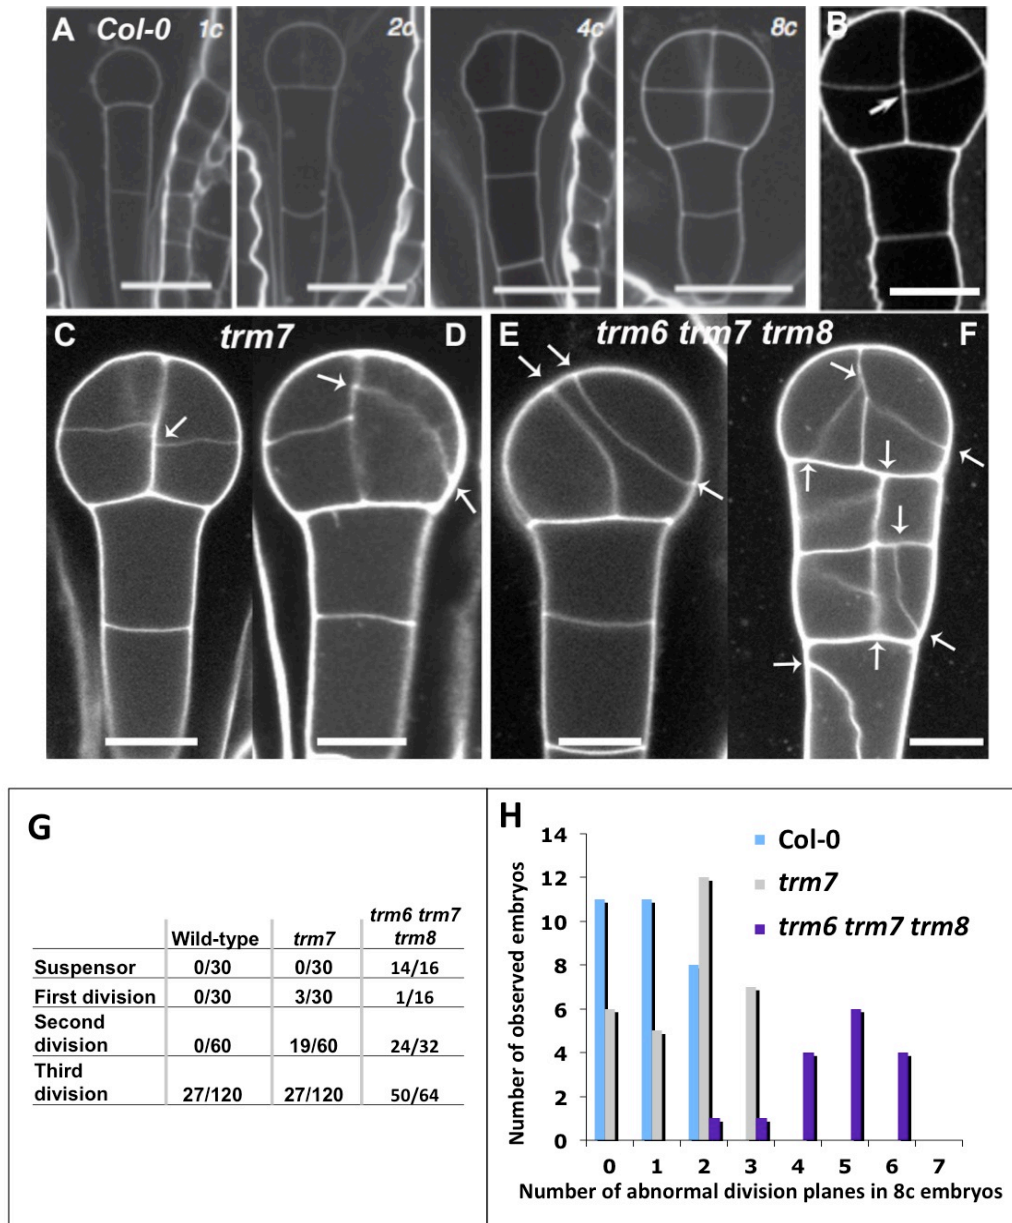 A Col-0 1c 2c 4c 8c B
C trm7 D E trm6 trm7 trm8 F
G
Wild-type trm7 trm6 trm7 trm8
Suspensor 0/30 0/30 14/16
First division 0/30 3/30 1/16
Second
division 0/60 19/60 24/32
Third
division 27/120 27/120 50/64
H
Number of observed embryos
14
12
10
8
6
4
2
0
Col-0
trm7
trm6 trm7 trm8
0 1 2 3 4 5 6 7
Number of abnormal division planes in 8c embryos